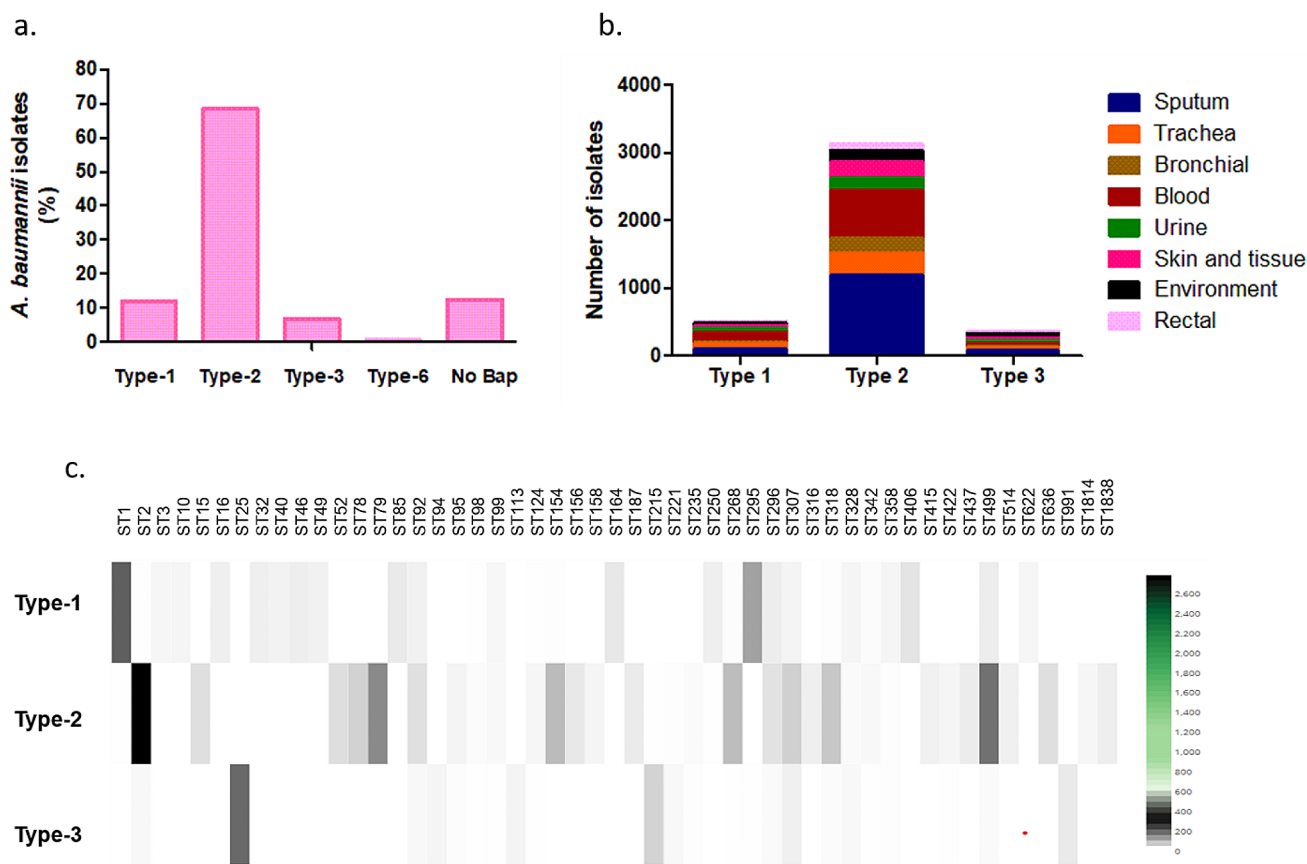 a.
A. baumannii isolates
(%)
80
70
60
50
40
30
20
10
0
Type-1 Type-2 Type-3 Type-6 No Bap
b.
Number of isolates
4000
3000
2000
1000
0
Type 1 Type 2 Type 3
Sputum
Trachea
Bronchial
Blood
Urine
Skin and tissue
Environment
Rectal
c.
ST1 ST2 ST3 ST10 ST15 ST16 ST25 ST32 ST40 ST46 ST49 ST52 ST78 ST79 ST85 ST92 ST94 ST95 ST98 ST99 ST113 ST124 ST154 ST156 ST158 ST164 ST187 ST215 ST221 ST235 ST250 ST268 ST295 ST296 ST307 ST316 ST318 ST328 ST342 ST358 ST406 ST415 ST422 ST437 ST499 ST514 ST622 ST636 ST991 ST1814 ST1838
Type-1
Type-2
Type-3
2,600
2,400
2,200
2,000
1,800
1,600
1,400
1,200
1,000
800
600
400
200
0